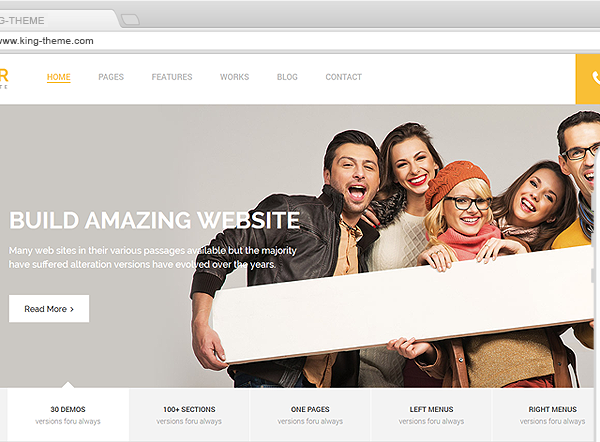 G-THEME
www.king-theme.com
R
TE
HOME PAGES FEATURES WORKS BLOG CONTACT
BUILD AMAZING WEBSITE
Many web sites in their various passages available but the majority
have suffered alteration versions have evolved over the years.
Read More
30 DEMOS 100+ SECTIONS ONE PAGES LEFT MENUS RIGHT MENUS
versions foru always versions foru always versions foru always versions foru always versions foru always